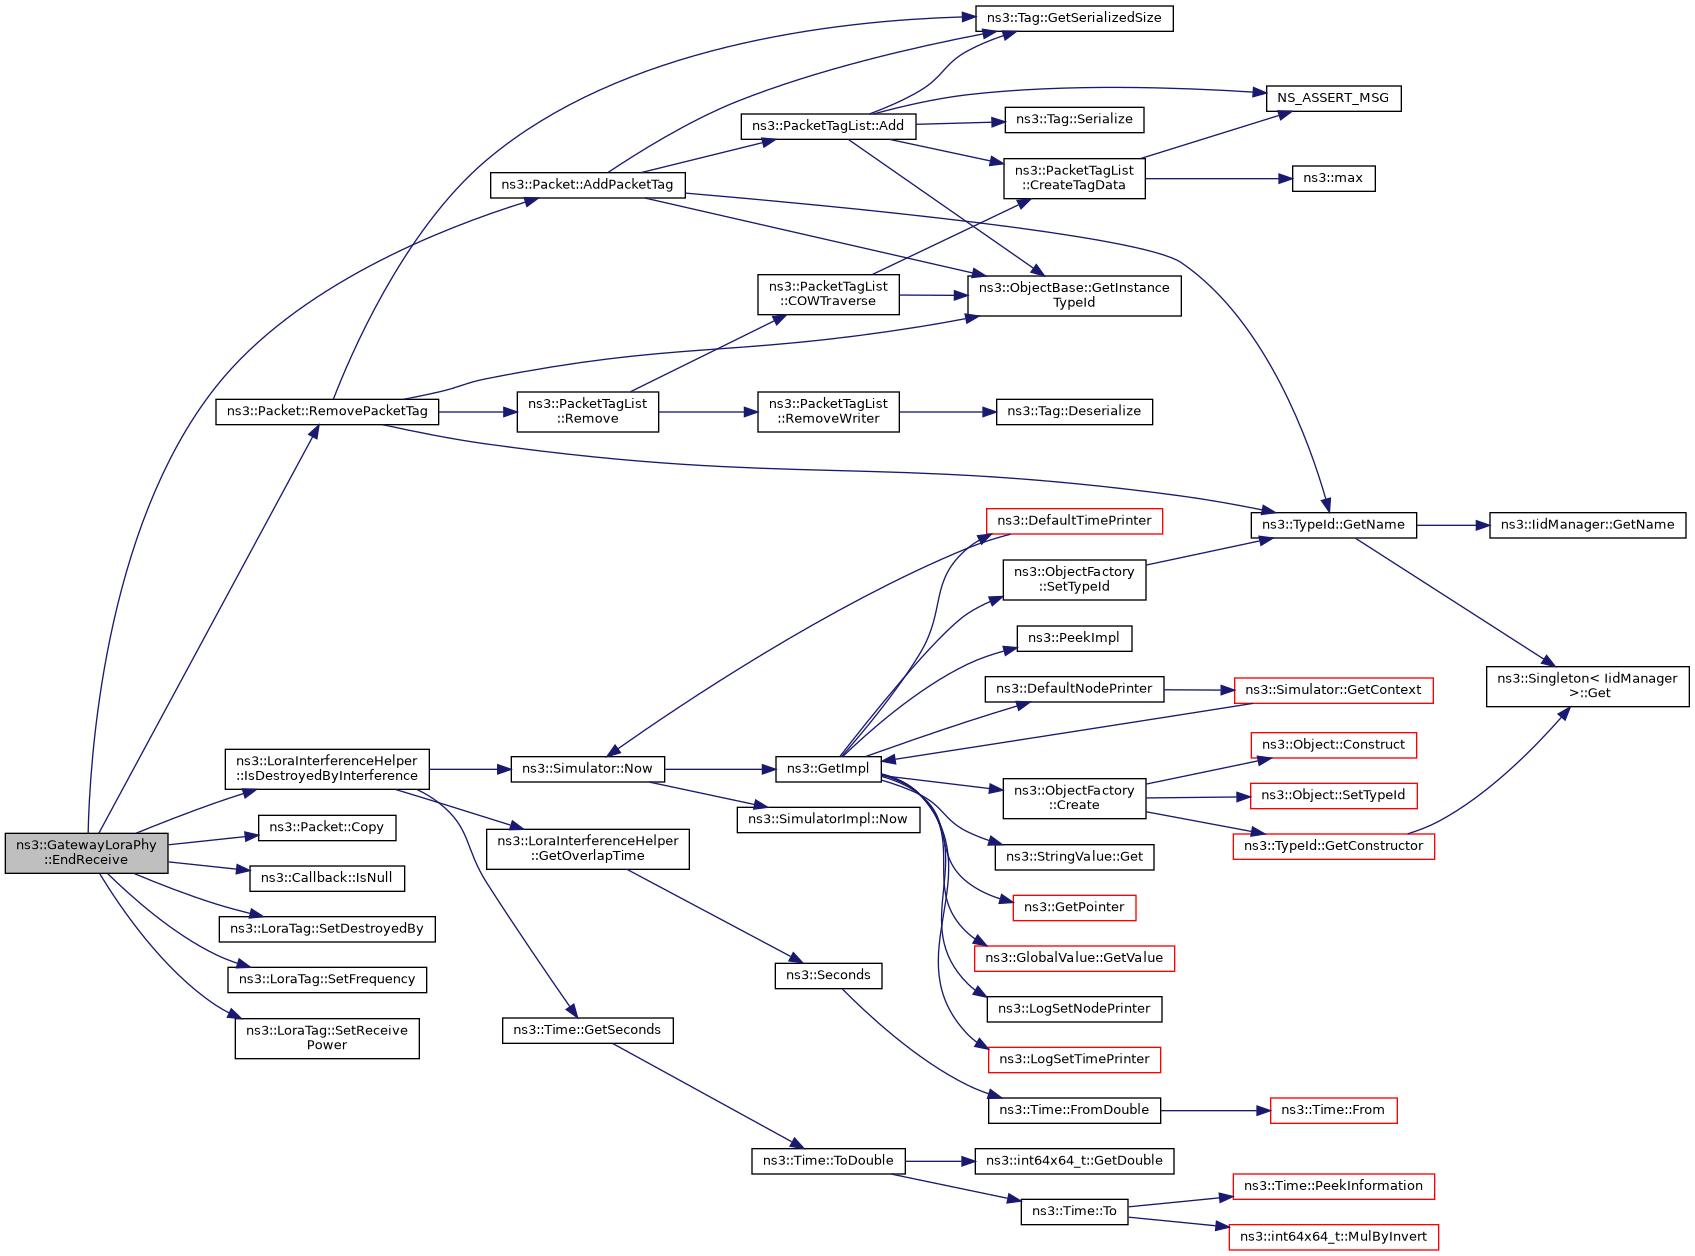 ns3::Tag::GetSerializedSize
NS_ASSERT_MSG
ns3::PacketTagList::Add
ns3::Tag::Serialize
ns3::PacketTagList
::CreateTagData
ns3::max
ns3::Packet::AddPacketTag
ns3::PacketTagList
::COWTraverse
ns3::ObjectBase::GetInstance
TypeId
ns3::Packet::RemovePacketTag
ns3::PacketTagList
::Remove
ns3::PacketTagList
::RemoveWriter
ns3::Tag::Deserialize
ns3::DefaultTimePrinter
ns3::TypeId::GetName
ns3::IidManager::GetName
ns3::ObjectFactory
::SetTypeId
ns3::PeekImpl
ns3::DefaultNodePrinter
ns3::Simulator::GetContext
ns3::Singleton< IidManager
>::Get
ns3::LoraInterferenceHelper
::IsDestroyedByInterference
ns3::Simulator::Now
ns3::GetImpl
ns3::Object::Construct
ns3::ObjectFactory
::Create
ns3::Object::SetTypeId
ns3::SimulatorImpl::Now
ns3::Packet::Copy
ns3::GatewayLoraPhy
::EndReceive
ns3::LoraInterferenceHelper
::GetOverlapTime
ns3::TypeId::GetConstructor
ns3::StringValue::Get
ns3::Callback::IsNull
ns3::GetPointer
ns3::LoraTag::SetDestroyedBy
ns3::GlobalValue::GetValue
ns3::LoraTag::SetFrequency
ns3::Seconds
ns3::LogSetNodePrinter
ns3::LoraTag::SetReceive
Power
ns3::Time::GetSeconds
ns3::LogSetTimePrinter
ns3::Time::FromDouble
ns3::Time::From
ns3::Time::ToDouble
ns3::int64x64_t::GetDouble
ns3::Time::PeekInformation
ns3::Time::To
ns3::int64x64_t::MulByInvert